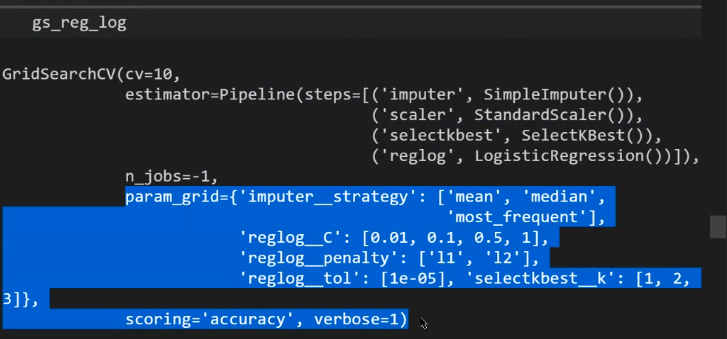 gs_reg_log
GridSearchCV(cv=10,
estimator=Pipeline(steps=[('imputer', SimpleImputer()),
('scaler', StandardScaler()),
('selectkbest', SelectKBest()),
('reglog', LogisticRegression())]),
n_jobs=-1,
param_grid={'imputer__strategy': ['mean', 'median',
'most_frequent'],
'reglog__C': [0.01, 0.1, 0.5, 1],
'reglog__penalty': ['l1', 'l2'],
'reglog__tol': [1e-05], 'selectkbest__k': [1, 2,
3]},
scoring='accuracy', verbose=1)